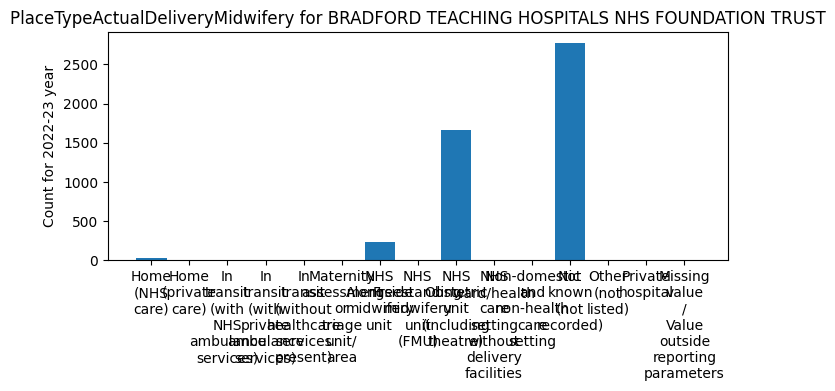 PlaceTypeActualDeliveryMidwifery for BRADFORD TEACHING HOSPITALS NHS FOUNDATION TRUST
Count for 2022-23 year
2500
2000
1500
1000
500
0
Home
(NHS
care)
Home
(private
care)
In
transit
(with
NHS
ambulance
services)
In
transit
(with
private
ambulance
services)
In
transit
(without
healthcare
services
present)
Maternity
assessment
or
triage
unit/
area
NHS
Alongside
midwifery
unit
NHS
Freestanding
midwifery
unit
(FMU)
NHS
Obstetric
unit
(including
theatre)
NHS
ward/health
care
setting
without
delivery
facilities
Non-domestic
and
non-health
care
setting
Not
known
(not
recorded)
Other
(not
listed)
Private
hospital
Missing
value
/
Value
outside
reporting
parameters